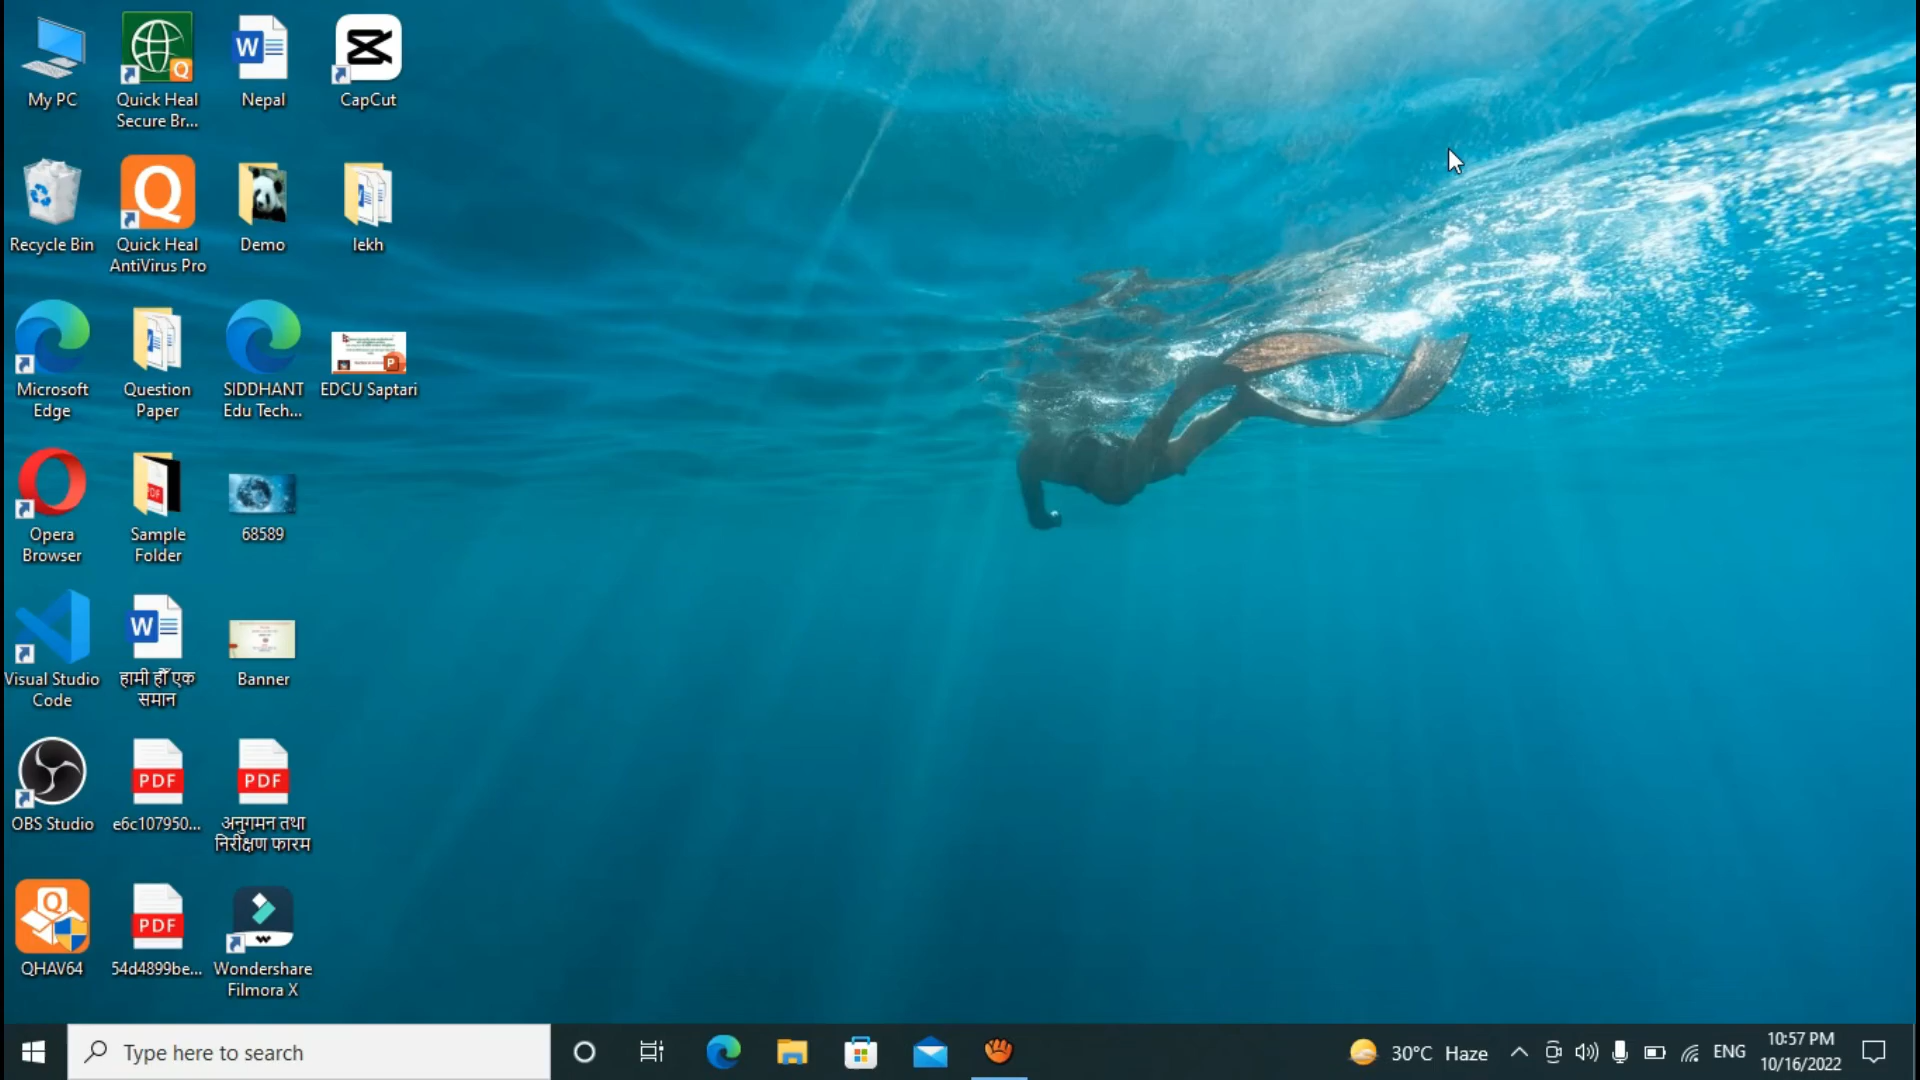 My PC
Quick Heal
Secure Br...
Nepal
CapCut
Recycle Bin
Quick Heal
AntiVirus Pro
Demo
lekh
Microsoft
Edge
Question
Paper
SIDDHANT
Edu Tech...
EDCU Saptari
Opera
Browser
Sample
Folder
68589
Visual Studio
Code
हामी हौँ एक
समान
Banner
OBS Studio
e6c107950...
अनुगमन तथा
निरीक्षण फारम
QHAV64
54d4899be...
Wondershare
Filmora X
Type here to search
30°C Haze
ENG
10:57 PM
10/16/2022